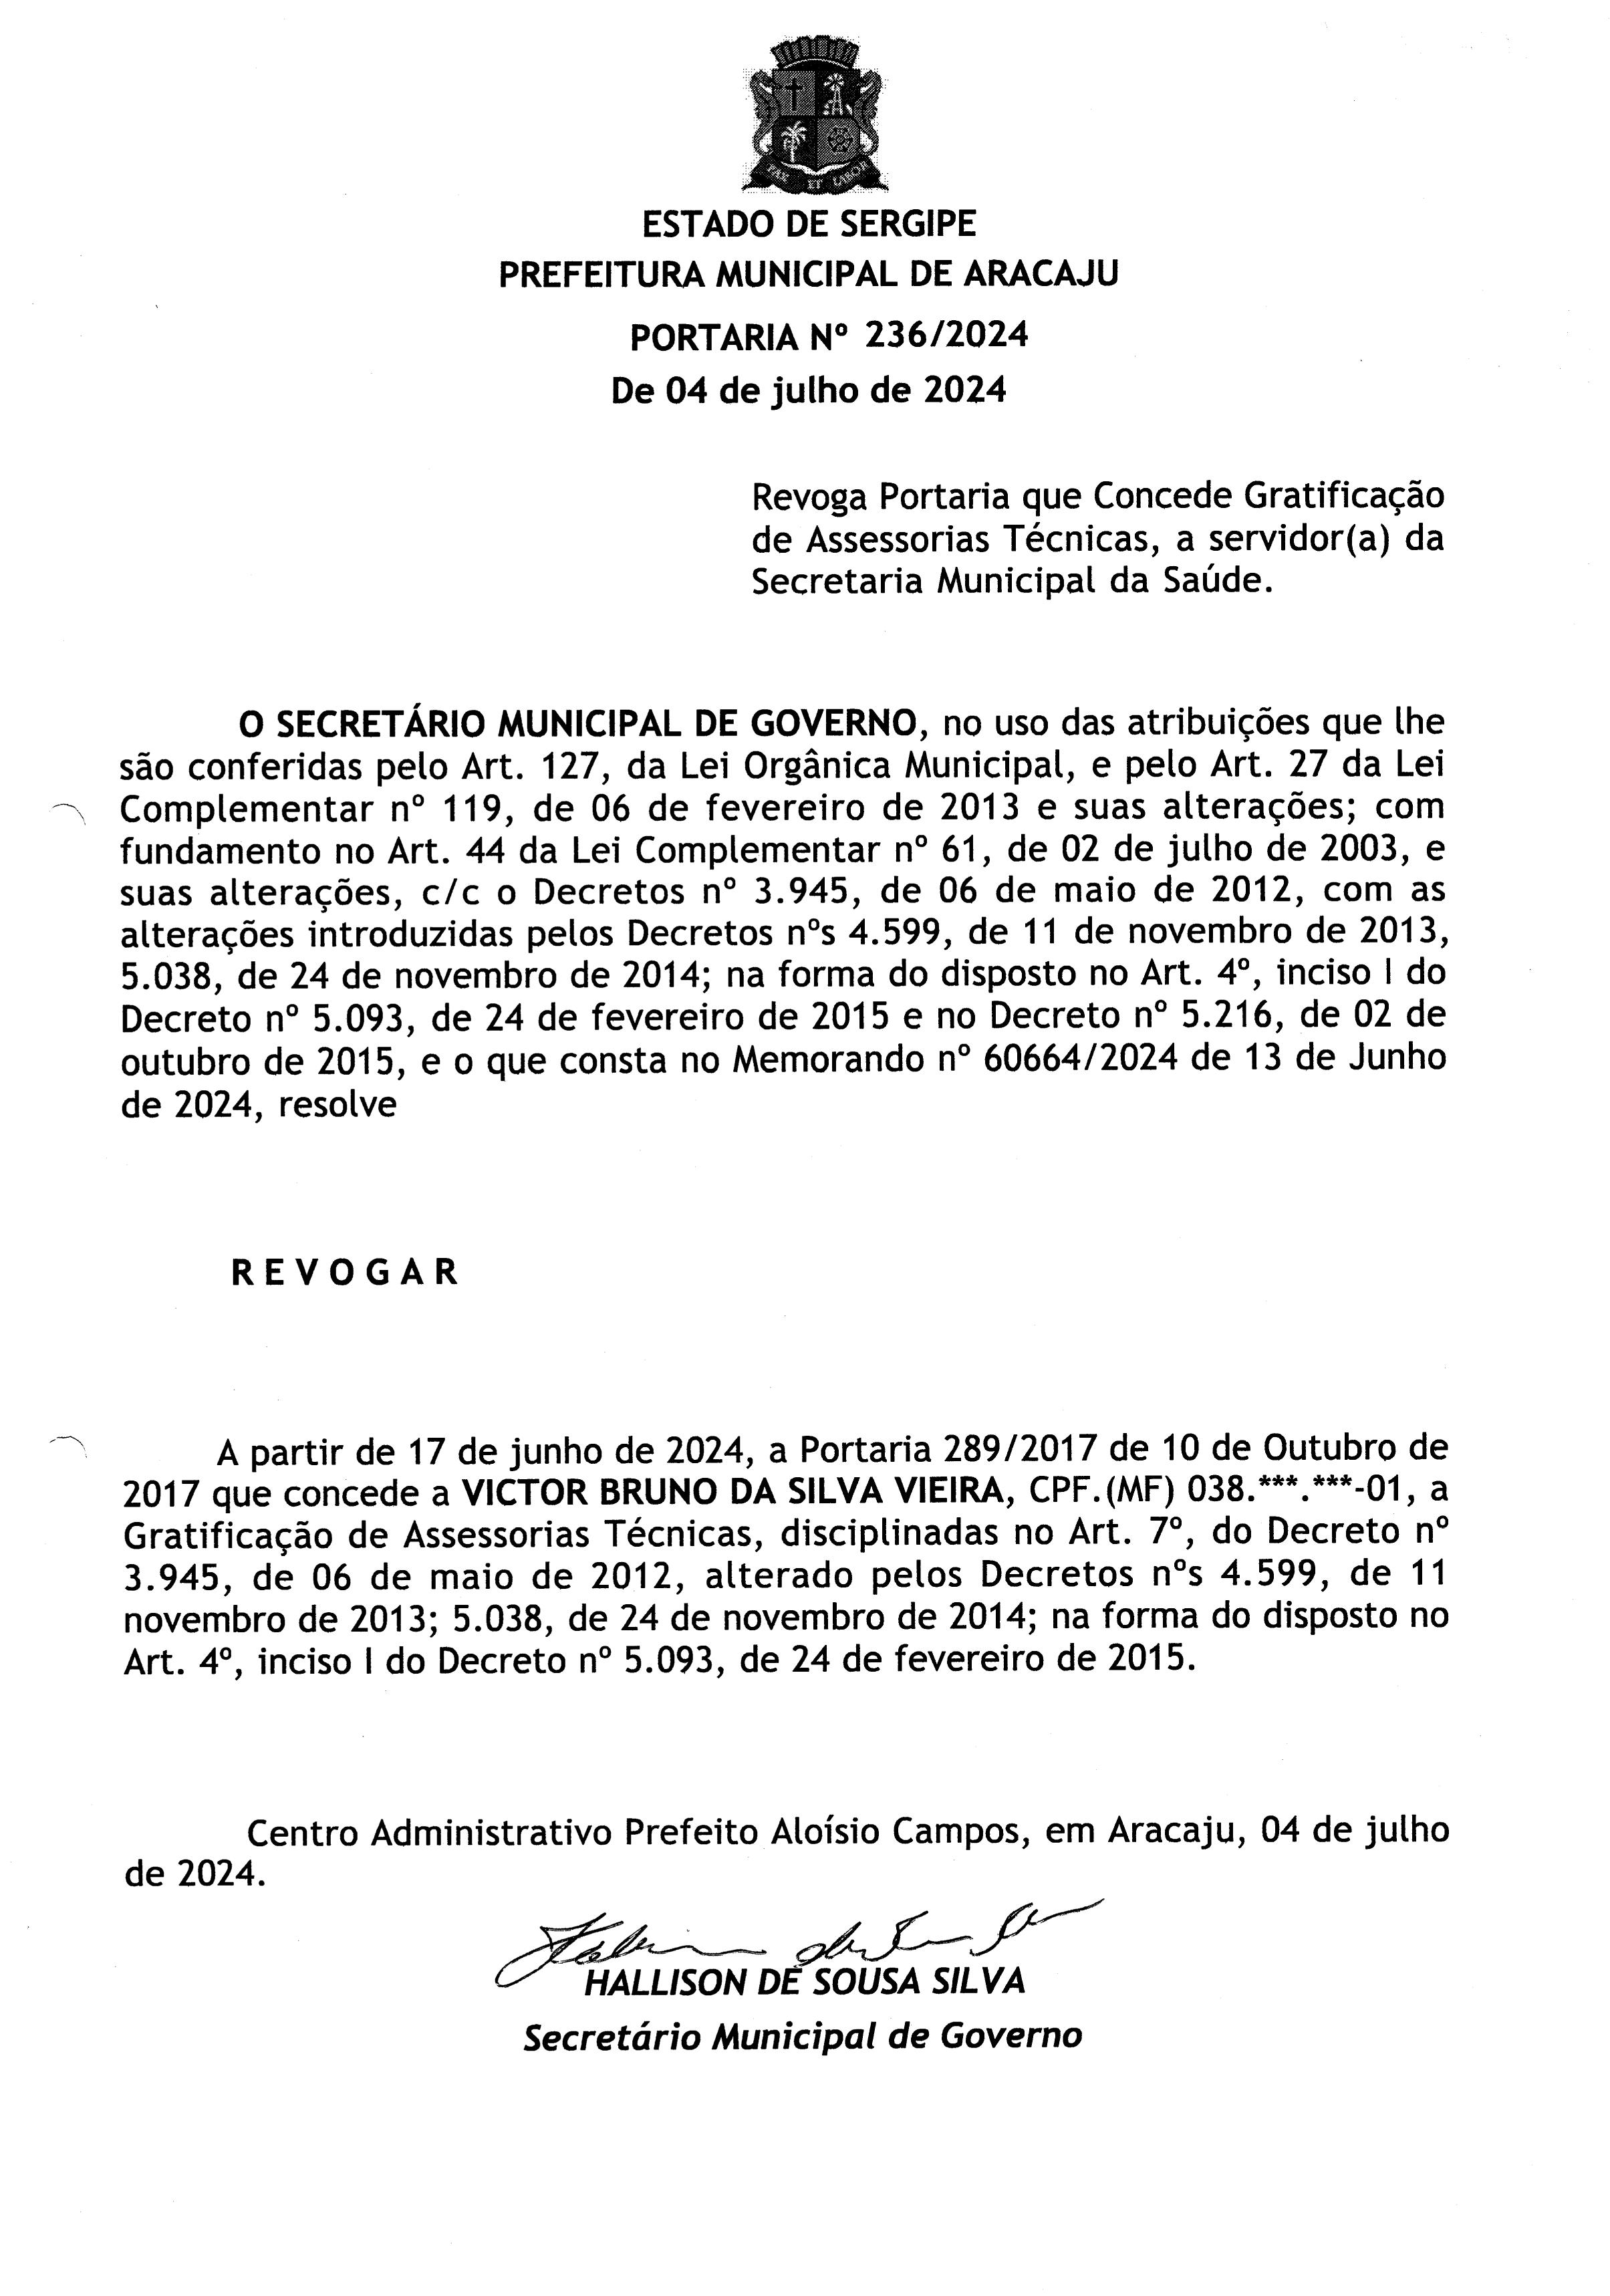 PAX ET LABOR
ESTADO DE SERGIPE
PREFEITURA MUNICIPAL DE ARACAJU
PORTARIA Nº 236/2024
De 04 de julho de 2024
Revoga Portaria que Concede Gratificação
de Assessorias Técnicas, a servidor(a) da
Secretaria Municipal da Saúde.
O SECRETÁRIO MUNICIPAL DE GOVERNO, no uso das atribuições que lhe
são conferidas pelo Art. 127, da Lei Orgânica Municipal, e pelo Art. 27 da Lei
Complementar nº 119, de 06 de fevereiro de 2013 e suas alterações; com
fundamento no Art. 44 da Lei Complementar nº 61, de 02 de julho de 2003, e
suas alterações, c/c o Decretos nº 3.945, de 06 de maio de 2012, com as
alterações introduzidas pelos Decretos nºs 4.599, de 11 de novembro de 2013,
5.038, de 24 de novembro de 2014; na forma do disposto no Art. 4º, inciso I do
Decreto nº 5.093, de 24 de fevereiro de 2015 e no Decreto nº 5.216, de 02 de
outubro de 2015, e o que consta no Memorando nº 60664/2024 de 13 de Junho
de 2024, resolve
R E V O G A R
A partir de 17 de junho de 2024, a Portaria 289/2017 de 10 de Outubro de
2017 que concede a VICTOR BRUNO DA SILVA VIEIRA, CPF.(MF) 038.***.***-01, a
Gratificação de Assessorias Técnicas, disciplinadas no Art. 7º, do Decreto nº
3.945, de 06 de maio de 2012, alterado pelos Decretos nºs 4.599, de 11
novembro de 2013; 5.038, de 24 de novembro de 2014; na forma do disposto no
Art. 4º, inciso I do Decreto nº 5.093, de 24 de fevereiro de 2015.
Centro Administrativo Prefeito Aloísio Campos, em Aracaju, 04 de julho
de 2024.
HALLISON DE SOUSA SILVA
Secretário Municipal de Governo